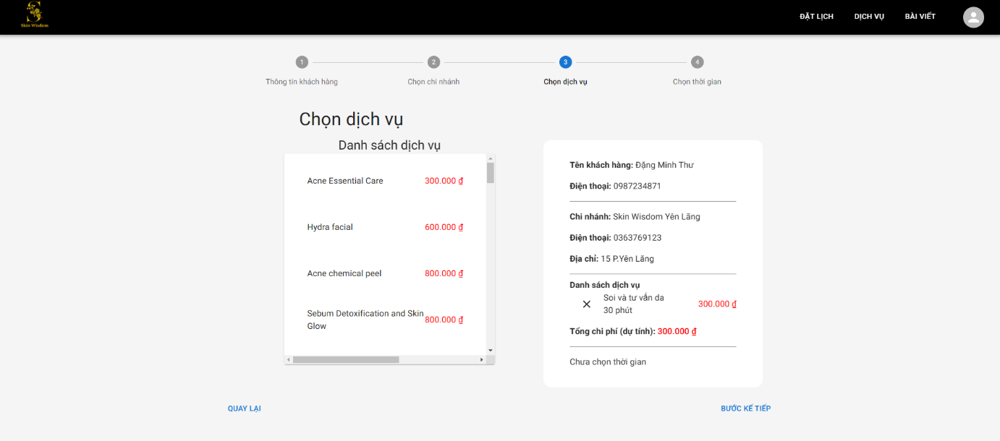 Skin Wisdom
ĐẶT LỊCH
DỊCH VỤ
BÀI VIẾT
1
2
3
4
Thông tin khách hàng
Chọn chi nhánh
Chọn dịch vụ
Chọn thời gian
Chọn dịch vụ
Danh sách dịch vụ
Acne Essential Care
300.000 ₫
Hydra facial
600.000 ₫
Acne chemical peel
800.000 ₫
Sebum Detoxification and Skin
Glow
800.000 ₫
Tên khách hàng: Đặng Minh Thư
Điện thoại: 0987234871
Chi nhánh: Skin Wisdom Yên Lãng
Điện thoại: 0363769123
Địa chỉ: 15 P.Yên Lãng
Danh sách dịch vụ
Soi và tư vấn da
30 phút
300.000 ₫
Tổng chi phí (dự tính): 300.000 ₫
Chưa chọn thời gian
QUAY LẠI
BƯỚC KẾ TIẾP